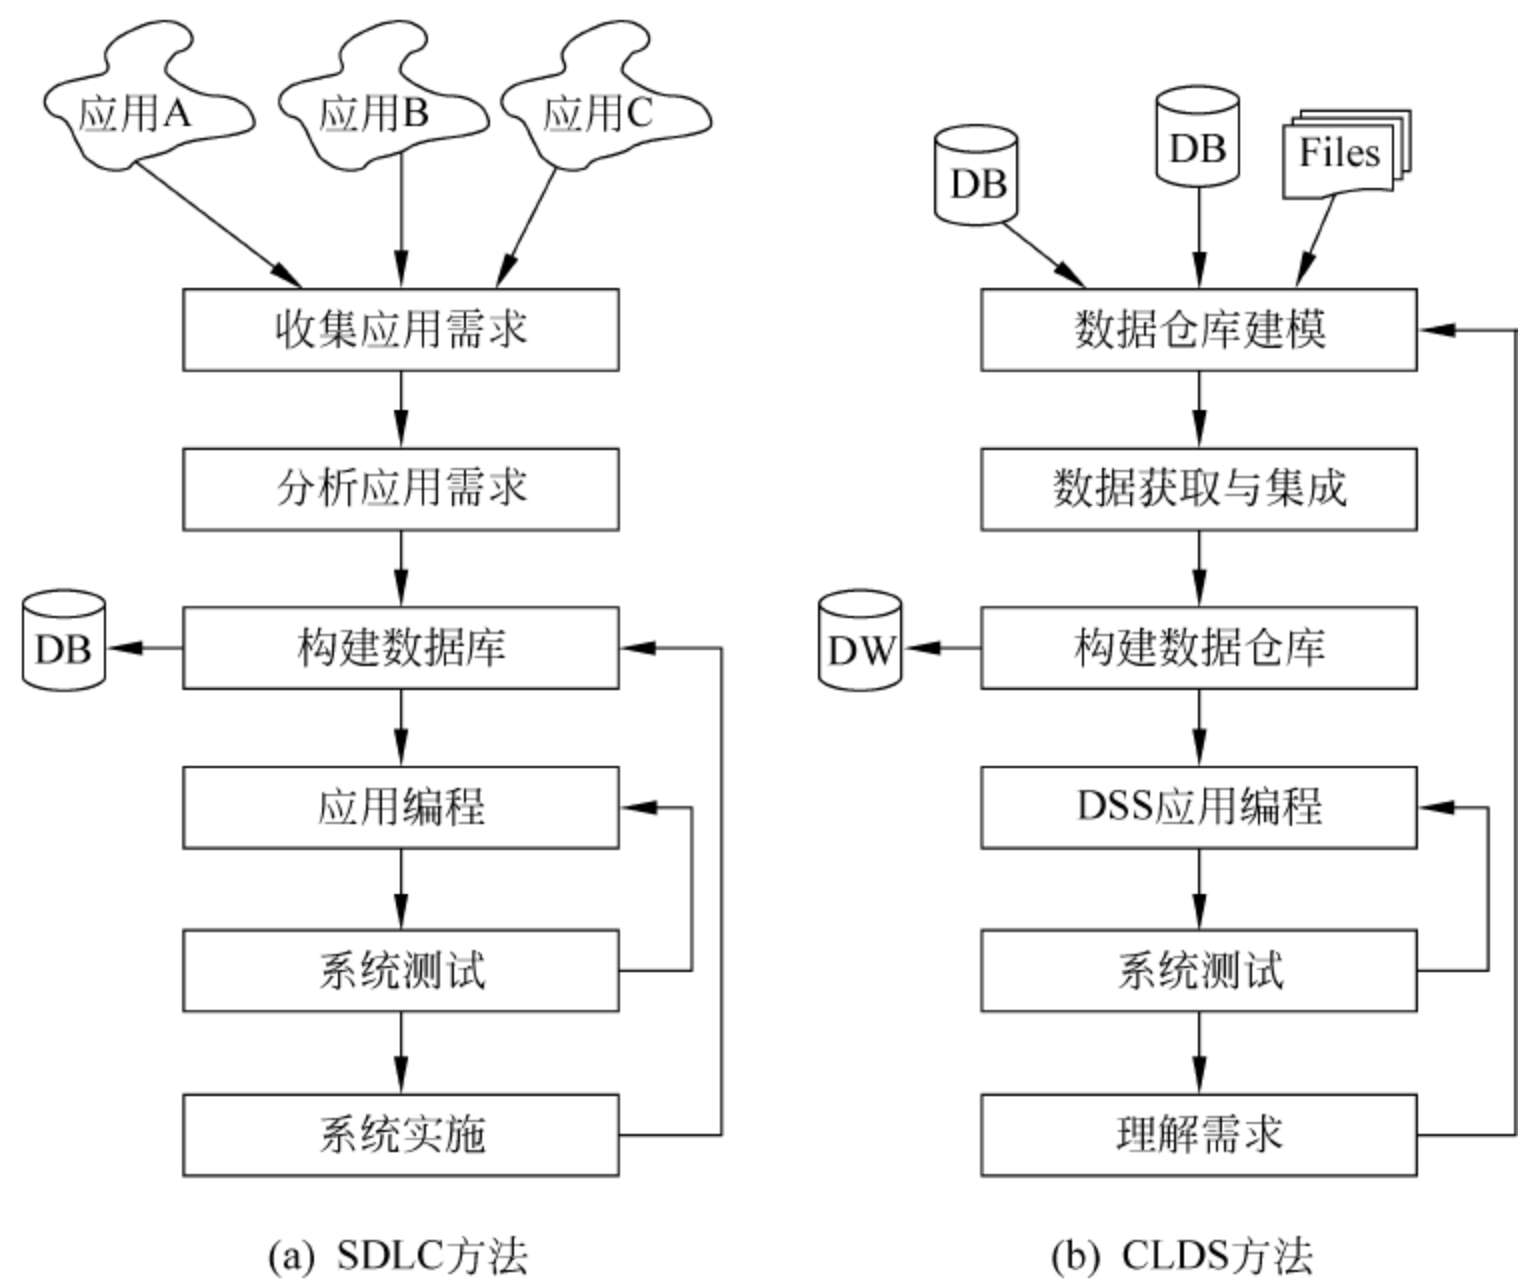 应用A
应用B
应用C
收集应用需求
分析应用需求
构建数据库
DB
应用编程
系统测试
系统实施
(a) SDLC方法
DB
DB
Files
数据仓库建模
数据获取与集成
构建数据仓库
DW
DSS应用编程
系统测试
理解需求
(b) CLDS方法